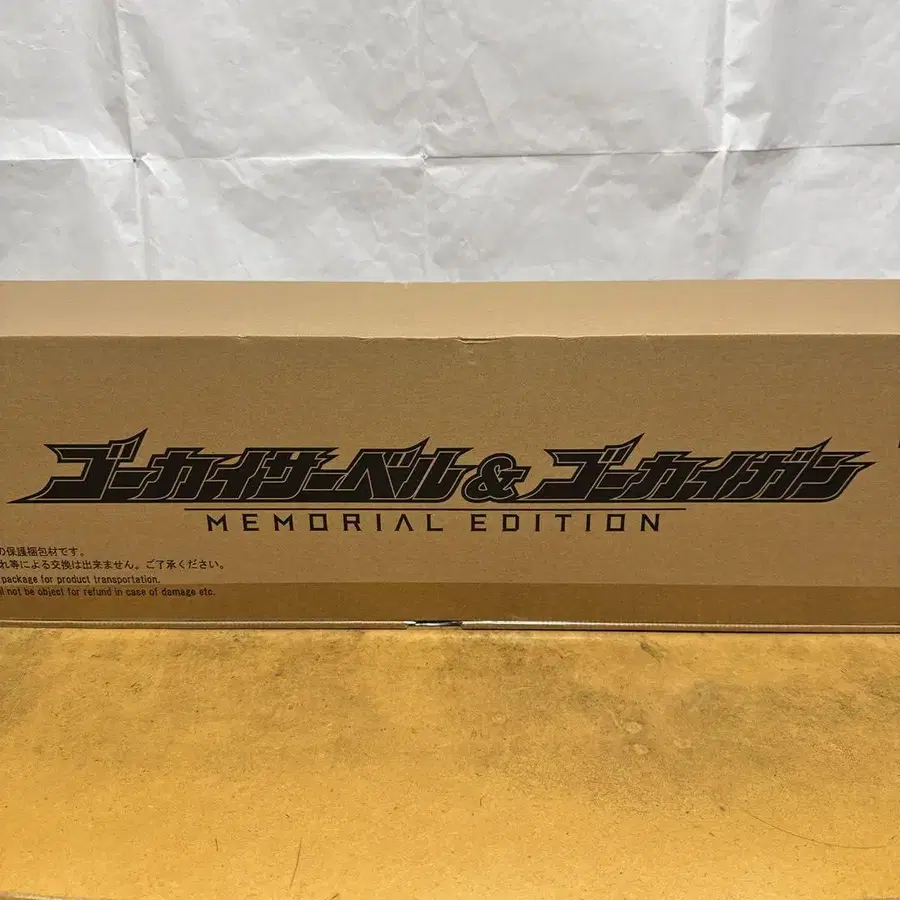 ゴーカイサーベル&ゴーカイガン
MEMORIAL EDITION
の保護梱包材です。
れ等による交換は出来ません。ご了承ください。
package for product transportation.
not be object for refund in case of damage etc.